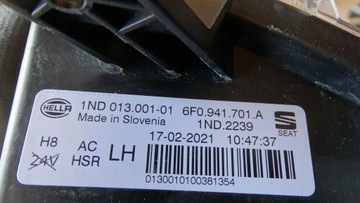 HELLA 1ND 013.001-01 6F0.941.701.A
Made in Slovenia 1ND.2239
SEAT
17-02-2021 10:47:37
H8 AC
24V HSR LH
0130010100381354